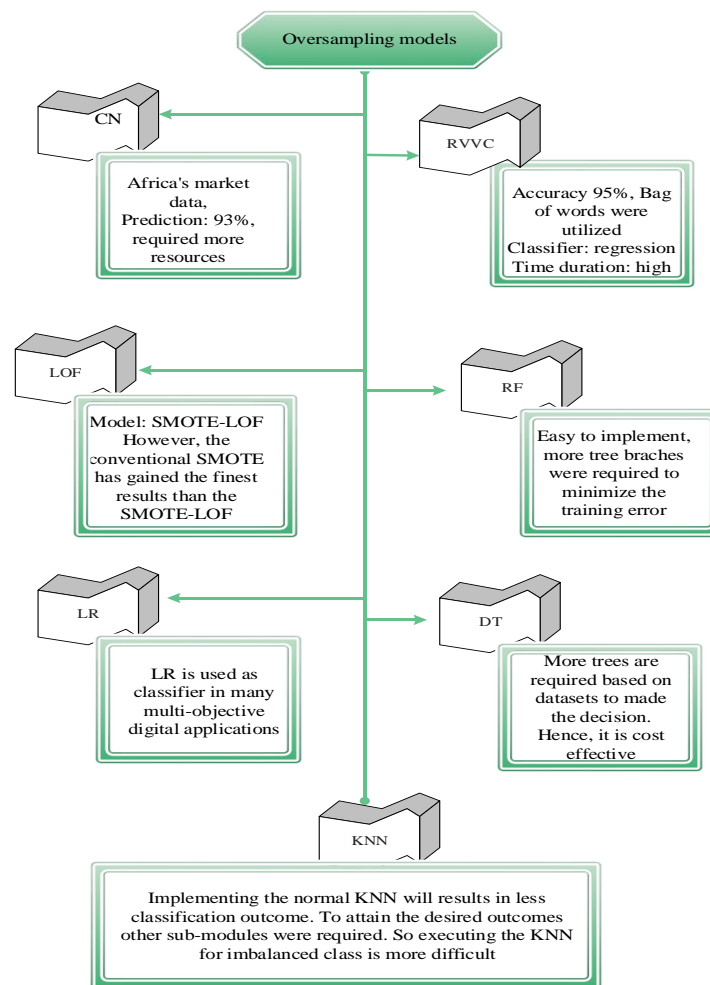 Oversampling models
CN
Africa's market
data,
Prediction: 93%,
required more
resources
RVVC
Accuracy 95%, Bag
of words were
utilized
Classifier: regression
Time duration: high
LOF
Model: SMOTE-LOF
However, the
conventional SMOTE
has gained the finest
results than the
SMOTE-LOF
RF
Easy to implement,
more tree braches
were required to
minimize the
training error
LR
LR is used as
classifier in many
multi-objective
digital applications
DT
More trees are
required based on
datasets to made
the decision.
Hence, it is cost
effective
KNN
Implementing the normal KNN will results in less
classification outcome. To attain the desired outcomes
other sub-modules were required. So executing the KNN
for imbalanced class is more difficult